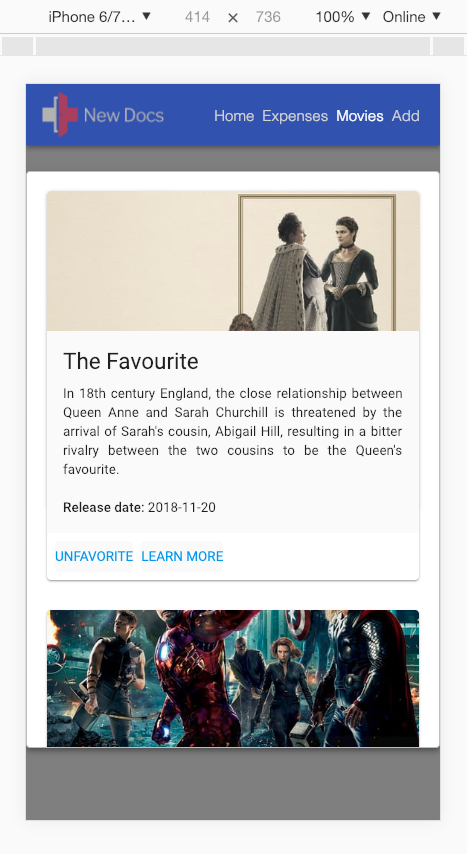 iPhone 6/7… ▼ 414 × 736 100% ▼ Online ▼
New Docs Home Expenses Movies Add
The Favourite
In 18th century England, the close relationship between
Queen Anne and Sarah Churchill is threatened by the
arrival of Sarah's cousin, Abigail Hill, resulting in a bitter
rivalry between the two cousins to be the Queen's
favourite.
Release date: 2018-11-20
UNFAVORITE LEARN MORE